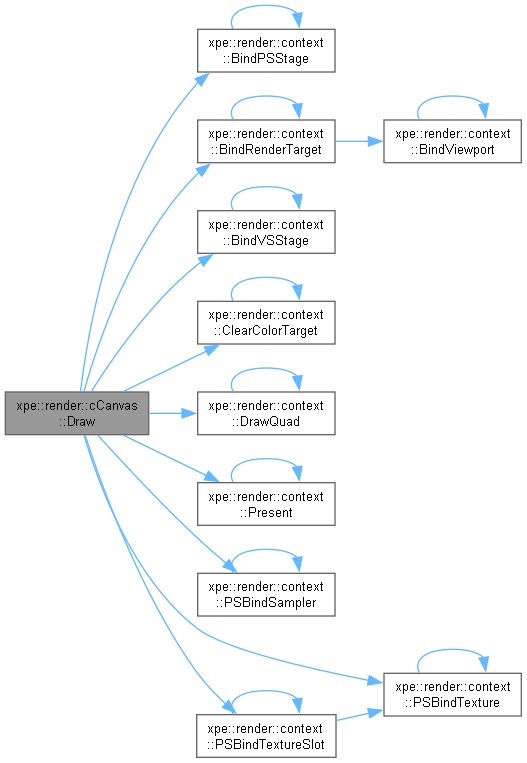 xpe::render::context
::BindPSStage
xpe::render::context
::BindRenderTarget
xpe::render::context
::BindViewport
xpe::render::context
::BindVSStage
xpe::render::context
::ClearColorTarget
xpe::render::cCanvas
::Draw
xpe::render::context
::DrawQuad
xpe::render::context
::Present
xpe::render::context
::PSBindSampler
xpe::render::context
::PSBindTexture
xpe::render::context
::PSBindTextureSlot